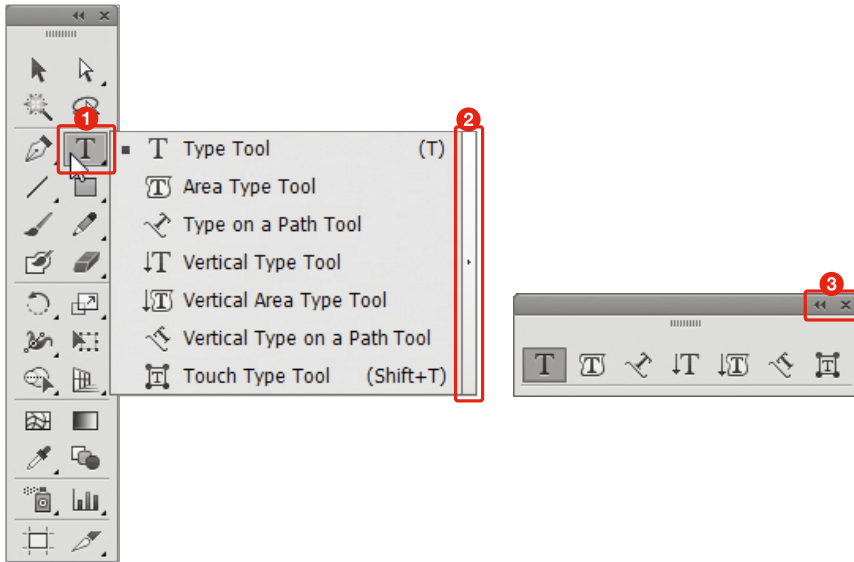 1
2
T Type Tool (T)
Area Type Tool
Type on a Path Tool
Vertical Type Tool
Vertical Area Type Tool
Vertical Type on a Path Tool
Touch Type Tool (Shift+T)
3